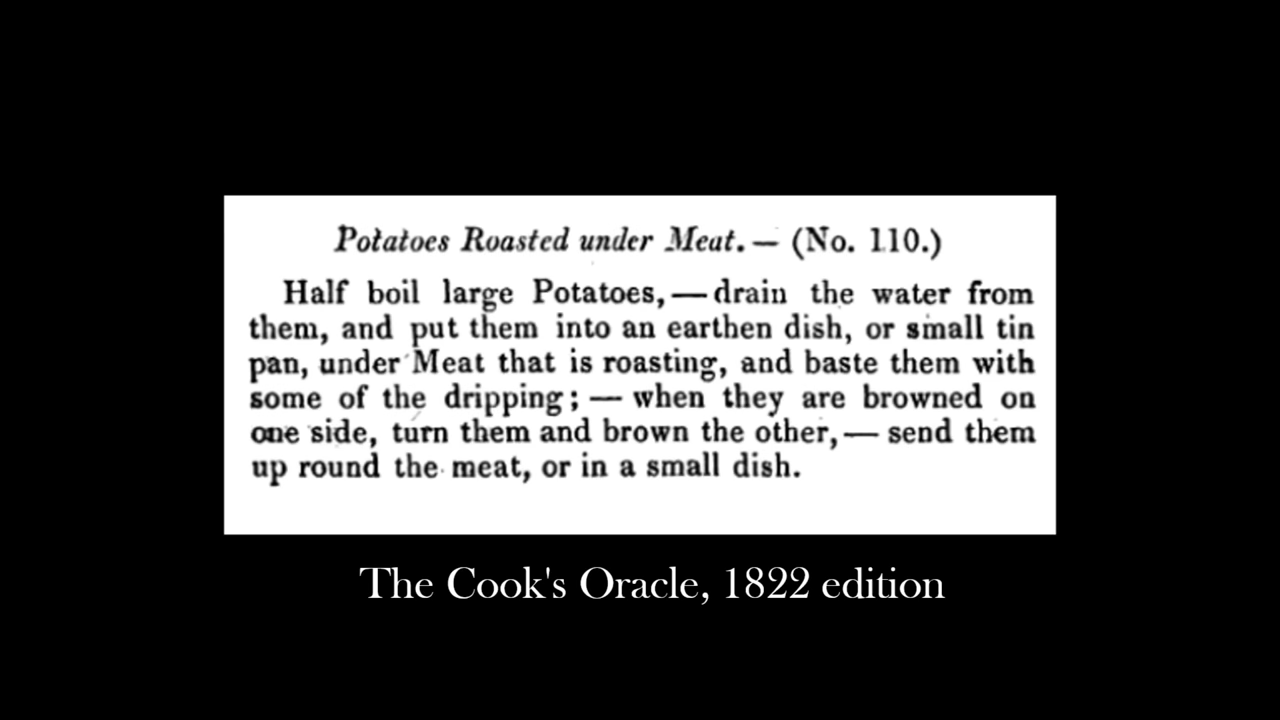 Potatoes Roasted under Meat. — (No. 110.)
Half boil large Potatoes, — drain the water from
them, and put them into an earthen dish, or small tin
pan, under Meat that is roasting, and baste them with
some of the dripping; — when they are browned on
one side, turn them and brown the other, — send them
up round the meat, or in a small dish.
The Cook's Oracle, 1822 edition